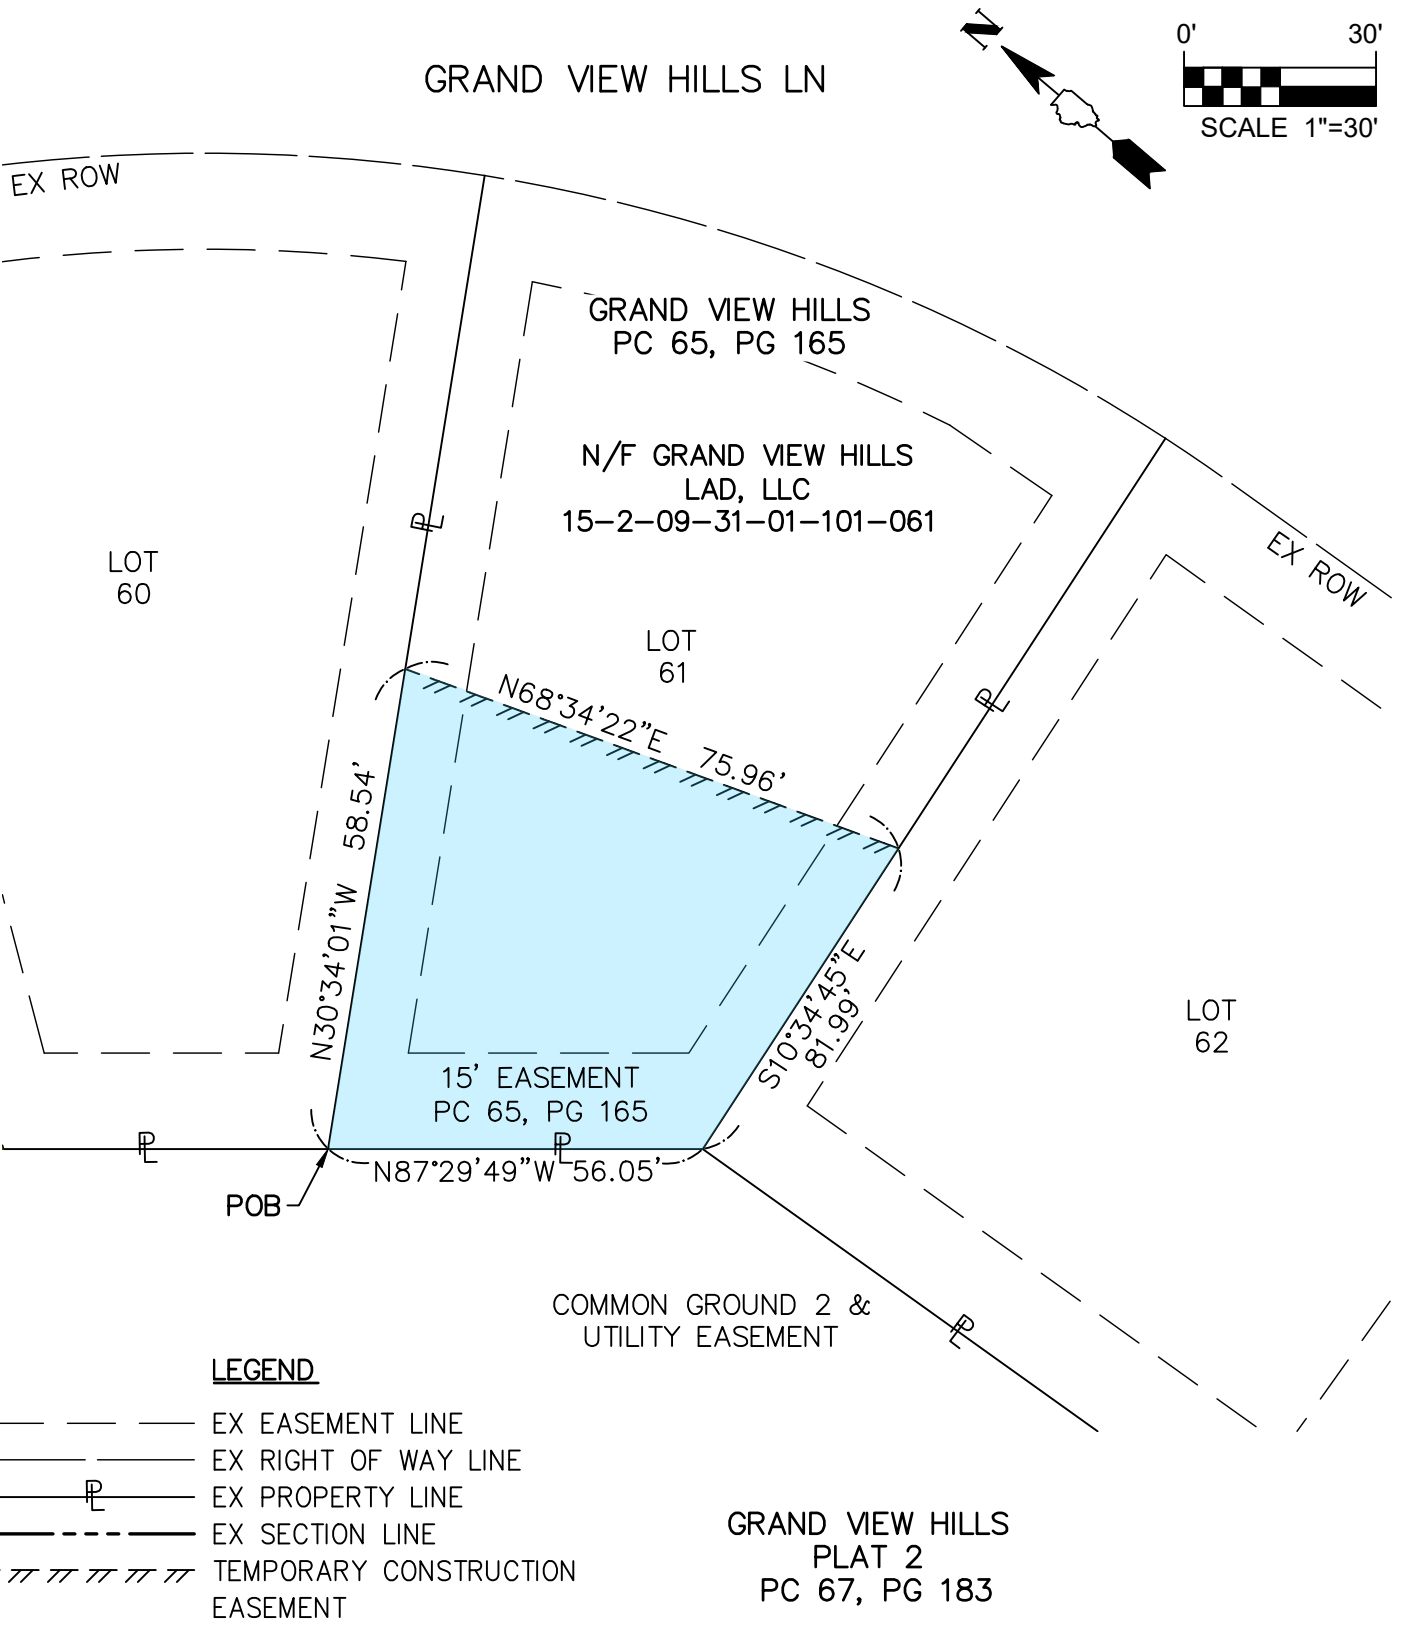 N
0' 30'
SCALE 1"=30'
GRAND VIEW HILLS LN
EX ROW
GRAND VIEW HILLS
PC 65, PG 165
N/F GRAND VIEW HILLS
LAD, LLC
15-2-09-31-01-101-061
PL
EX ROW
LOT
60
LOT
61
PL
N68°34'22"E 75.96'
N30°34'01"W 58.54'
S10°34'45"E
81.99'
LOT
62
15' EASEMENT
PC 65, PG 165
PL
PL
N87°29'49"W 56.05'
POB
COMMON GROUND 2 &
UTILITY EASEMENT
PL
LEGEND
EX EASEMENT LINE
EX RIGHT OF WAY LINE
PL EX PROPERTY LINE
EX SECTION LINE
TEMPORARY CONSTRUCTION
EASEMENT
GRAND VIEW HILLS
PLAT 2
PC 67, PG 183